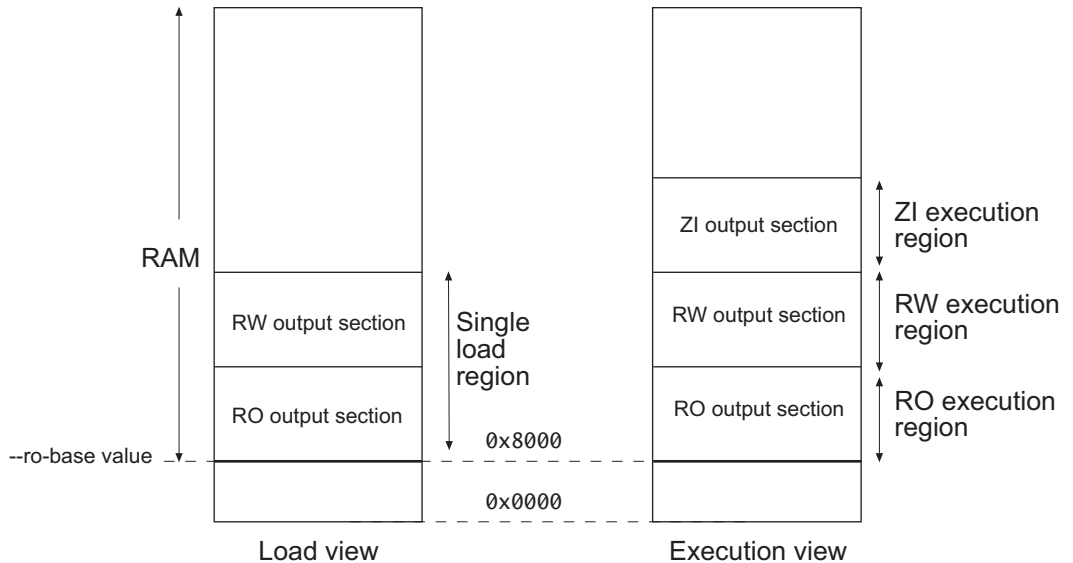 ZI output section
ZI execution
region
RAM
RW output section
Single
load
region
RW output section
RW execution
region
RO output section
RO output section
RO execution
region
0x8000
--ro-base value
0x0000
Load view
Execution view